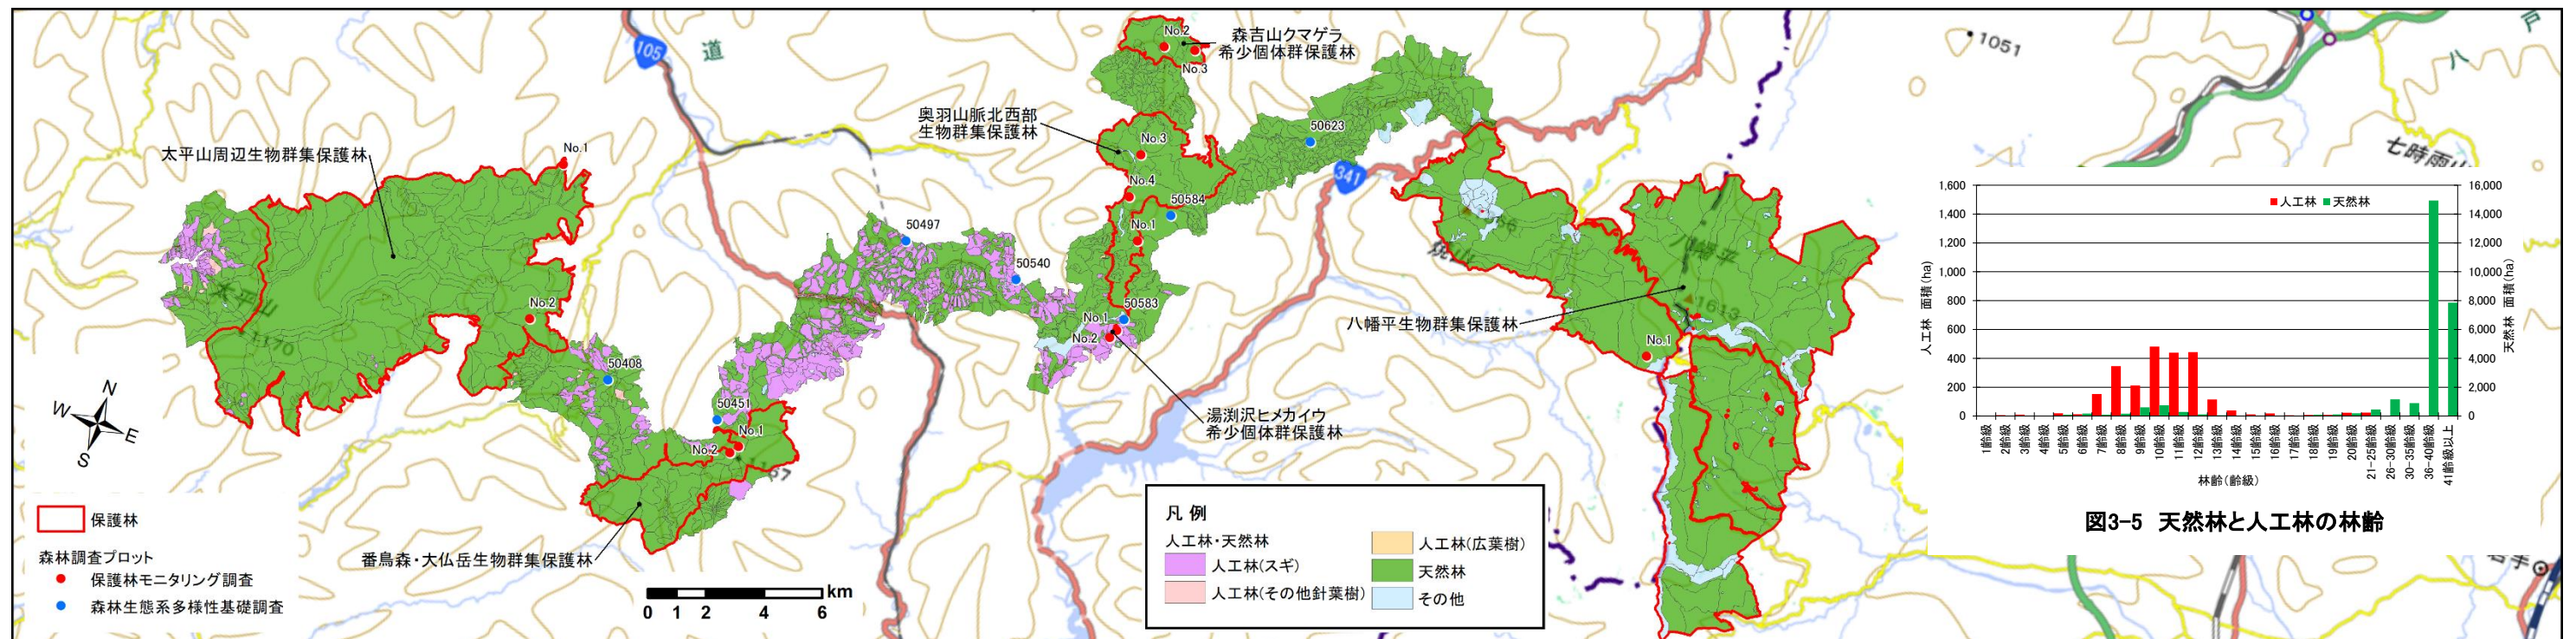 105
道
森吉山クマゲラ
希少個体群保護林
No.2
No.3
奥羽山脈北西部
生物群集保護林
No.3
No.4
50584
No.1
50623
341
太平山周辺生物群集保護林
No.1
No.2
太平山
1170
50497
50540
50583
No.1
No.2
50408
50451
No.1
No.2
湯渕沢ヒメカイウ
希少個体群保護林
八幡平生物群集保護林
八幡平
1613
No.1
番鳥森・大仏岳生物群集保護林
1051
八
戸
七時雨山
岩手
N
W
E
S
保護林
森林調査プロット
保護林モニタリング調査
森林生態系多様性基礎調査
km
0 1 2 4 6
凡 例
人工林・天然林
人工林(スギ)
人工林(その他針葉樹)
人工林(広葉樹)
天然林
その他
人工林 天然林
1,600
1,400
1,200
1,000
800
600
400
200
0
人工林 面積(ha)
16,000
14,000
12,000
10,000
8,000
6,000
4,000
2,000
0
天然林 面積(ha)
1齢級
2齢級
3齢級
4齢級
5齢級
6齢級
7齢級
8齢級
9齢級
10齢級
11齢級
12齢級
13齢級
14齢級
15齢級
16齢級
17齢級
18齢級
19齢級
20齢級
21-25齢級
26-30齢級
30-35齢級
36-40齢級
41齢級以上
林齢(齢級)
図3-5 天然林と人工林の林齢